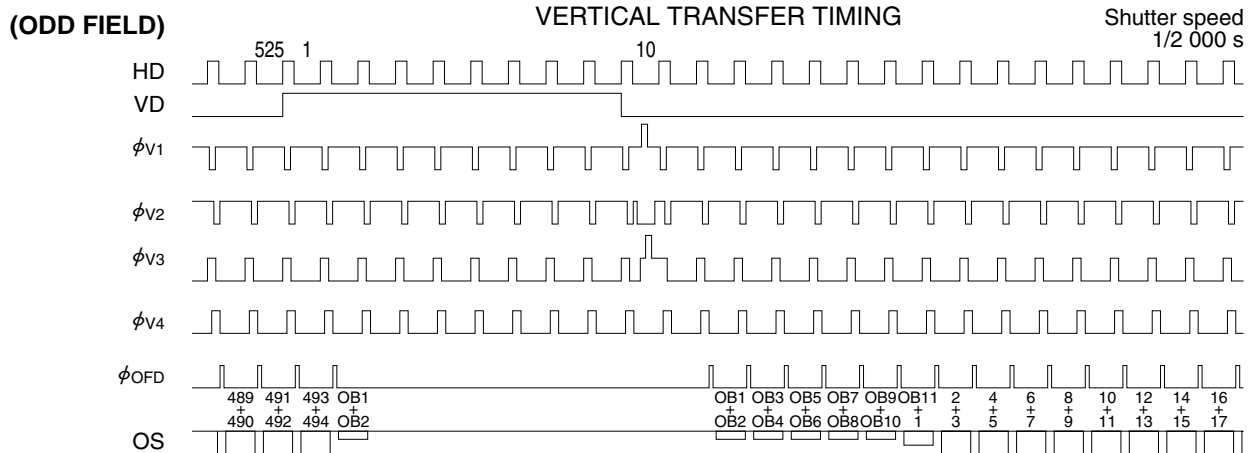 (ODD FIELD)
VERTICAL TRANSFER TIMING
Shutter speed
1/2 000 s
525 1 10
HD
VD
ϕV1
ϕV2
ϕV3
ϕV4
ϕOFD
489 491 493 OB1 OB1 OB3 OB5 OB7 OB9 OB11 2 4 6 8 10 12 14 16
+ + + + + + + + + + + + + + + + + +
490 492 494 OB2 OB2 OB4 OB6 OB8 OB10 1 3 5 7 9 11 13 15 17
OS